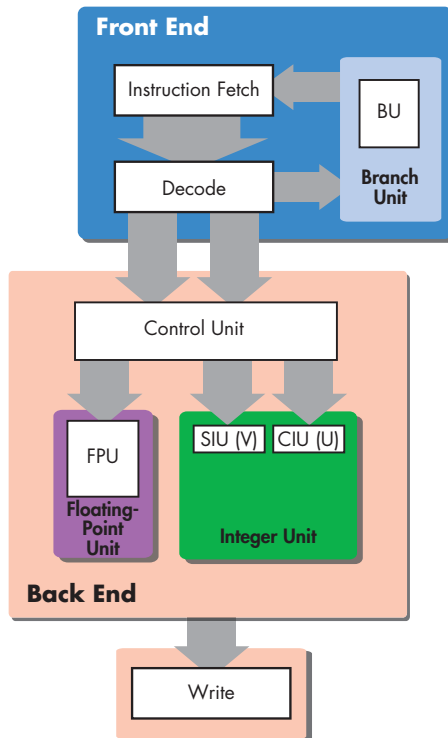 Front End
Instruction Fetch
BU
Decode
Branch
Unit
Control Unit
FPU
SIU (V)
CIU (U)
Floating-
Point
Unit
Integer Unit
Back End
Write